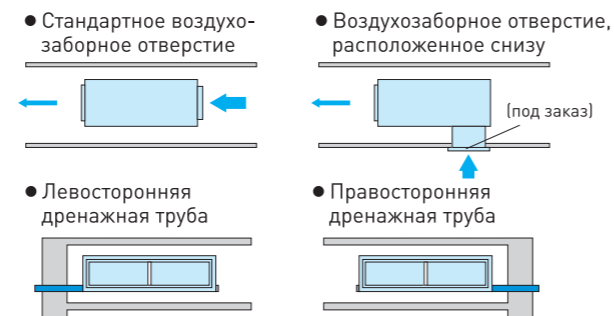 ● Стандартное воздухо-
заборное отверстие
● Воздухозаборное отверстие,
расположенное снизу
(под заказ)
● Левосторонняя
дренажная труба
● Правосторонняя
дренажная труба